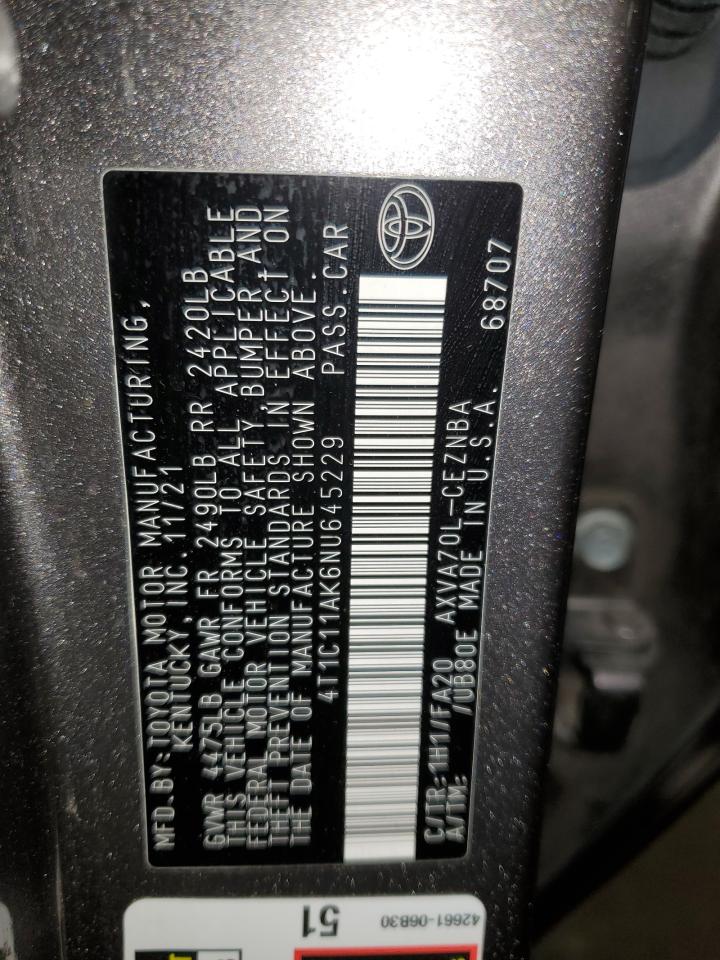 MFD.BY:TOYOTA MOTOR MANUFACTURING,
KENTUCKY, INC. 11/21
GVWR 4475LB GAWR FR 2490LB RR 2420LB
THIS VEHICLE CONFORMS TO ALL APPLICABLE
FEDERAL MOTOR VEHICLE SAFETY, BUMPER AND
THEFT PREVENTION STANDARDS IN EFFECT ON
THE DATE OF MANUFACTURE SHOWN ABOVE.
4T1C11AK6NU645229 PASS.CAR
C/TR:1H1/FA20 AXVA70L-CEZNBA
A/TM: /UB80E MADE IN U.S.A. 68707
51
42661-06B30